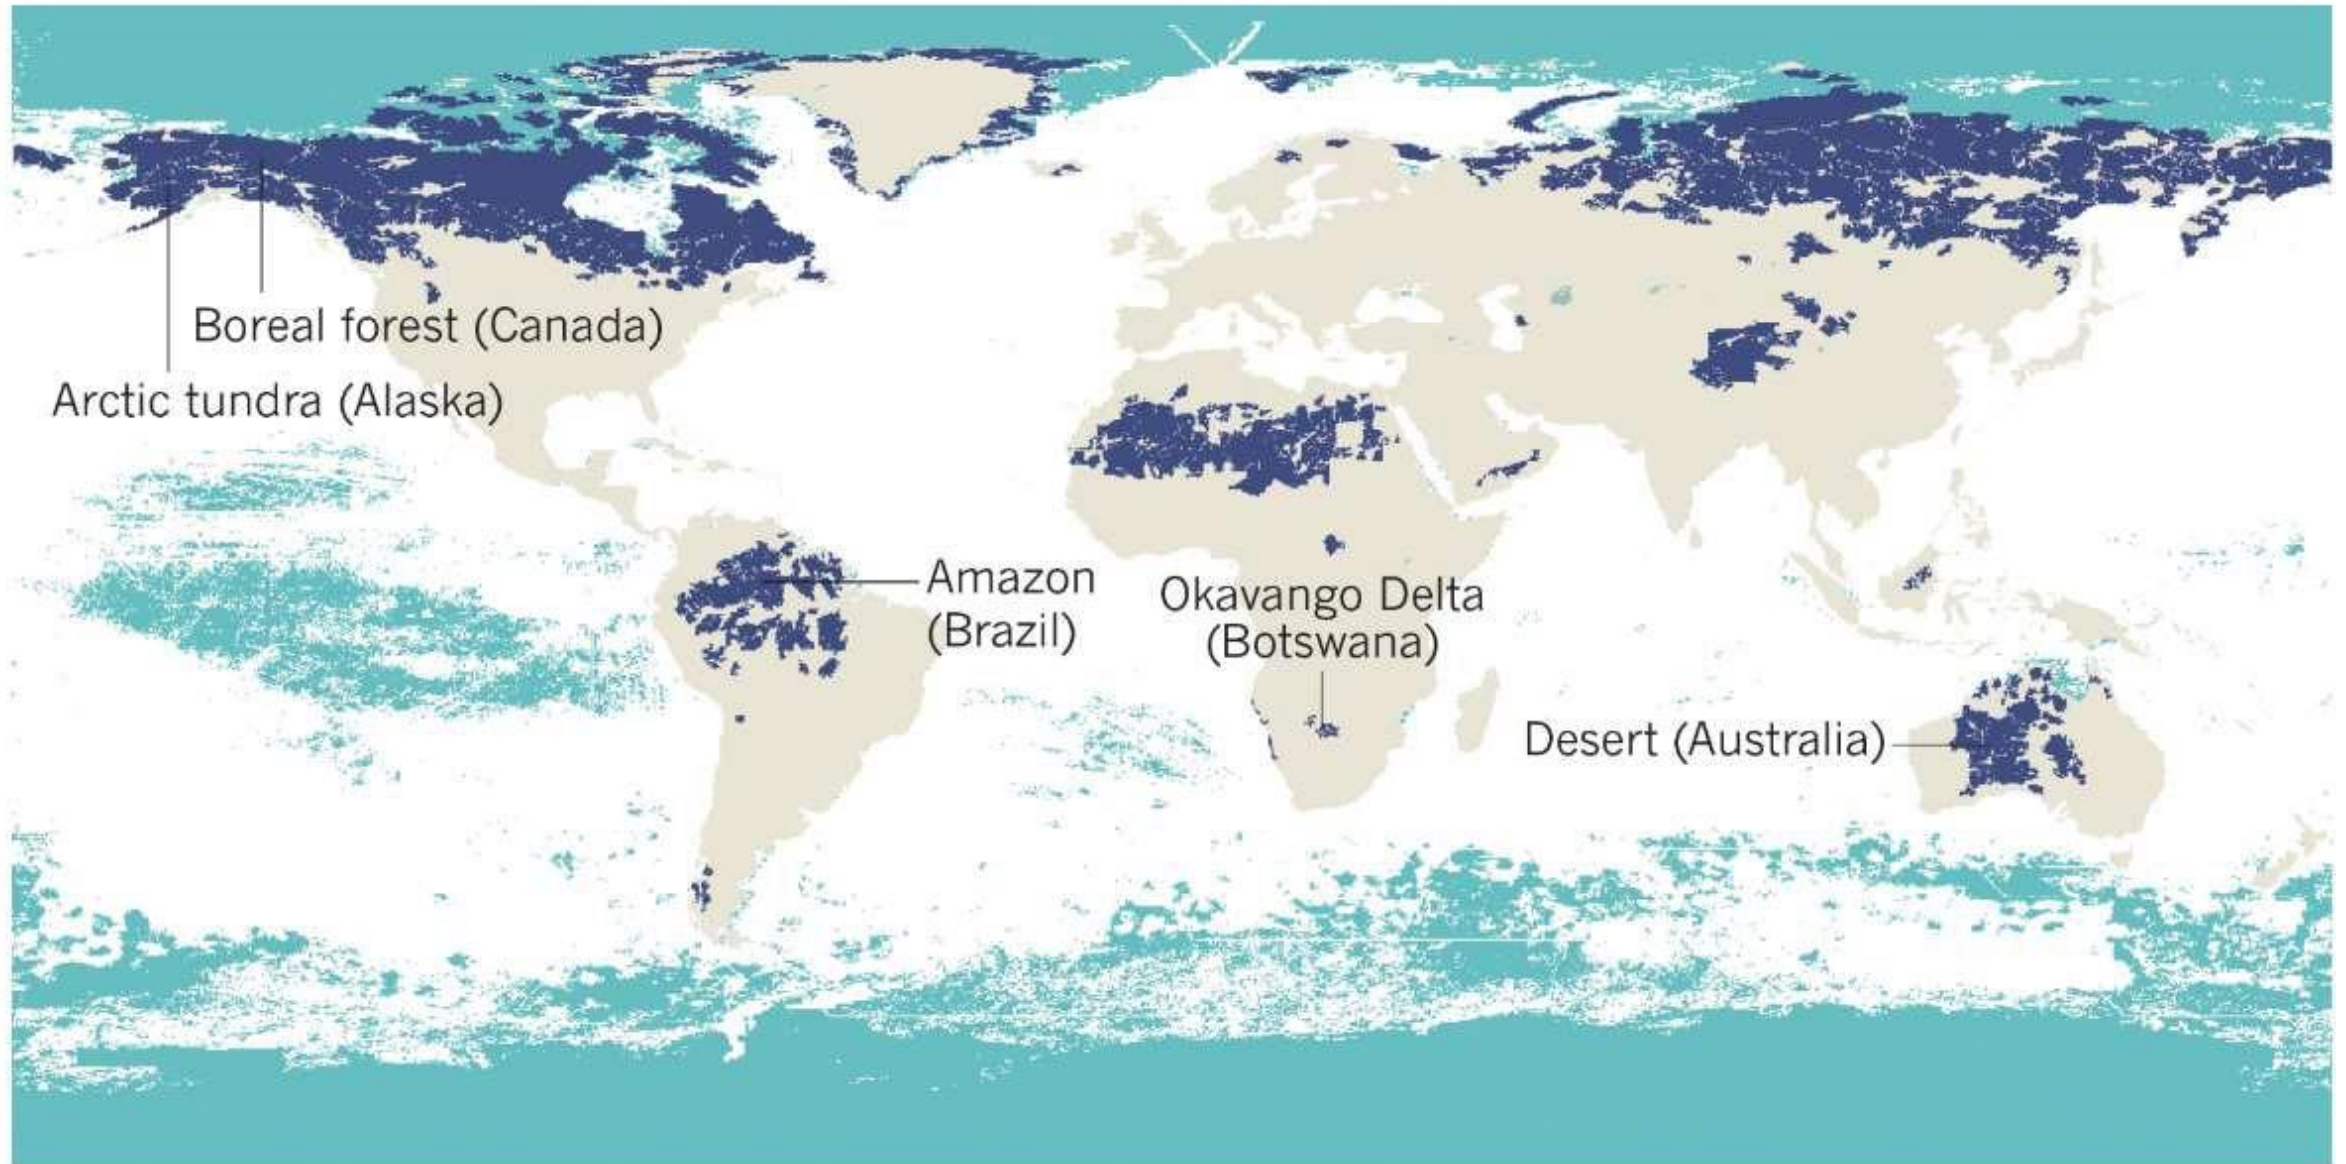 Boreal forest (Canada)
Arctic tundra (Alaska)
Amazon
(Brazil)
Okavango Delta
(Botswana)
Desert (Australia)